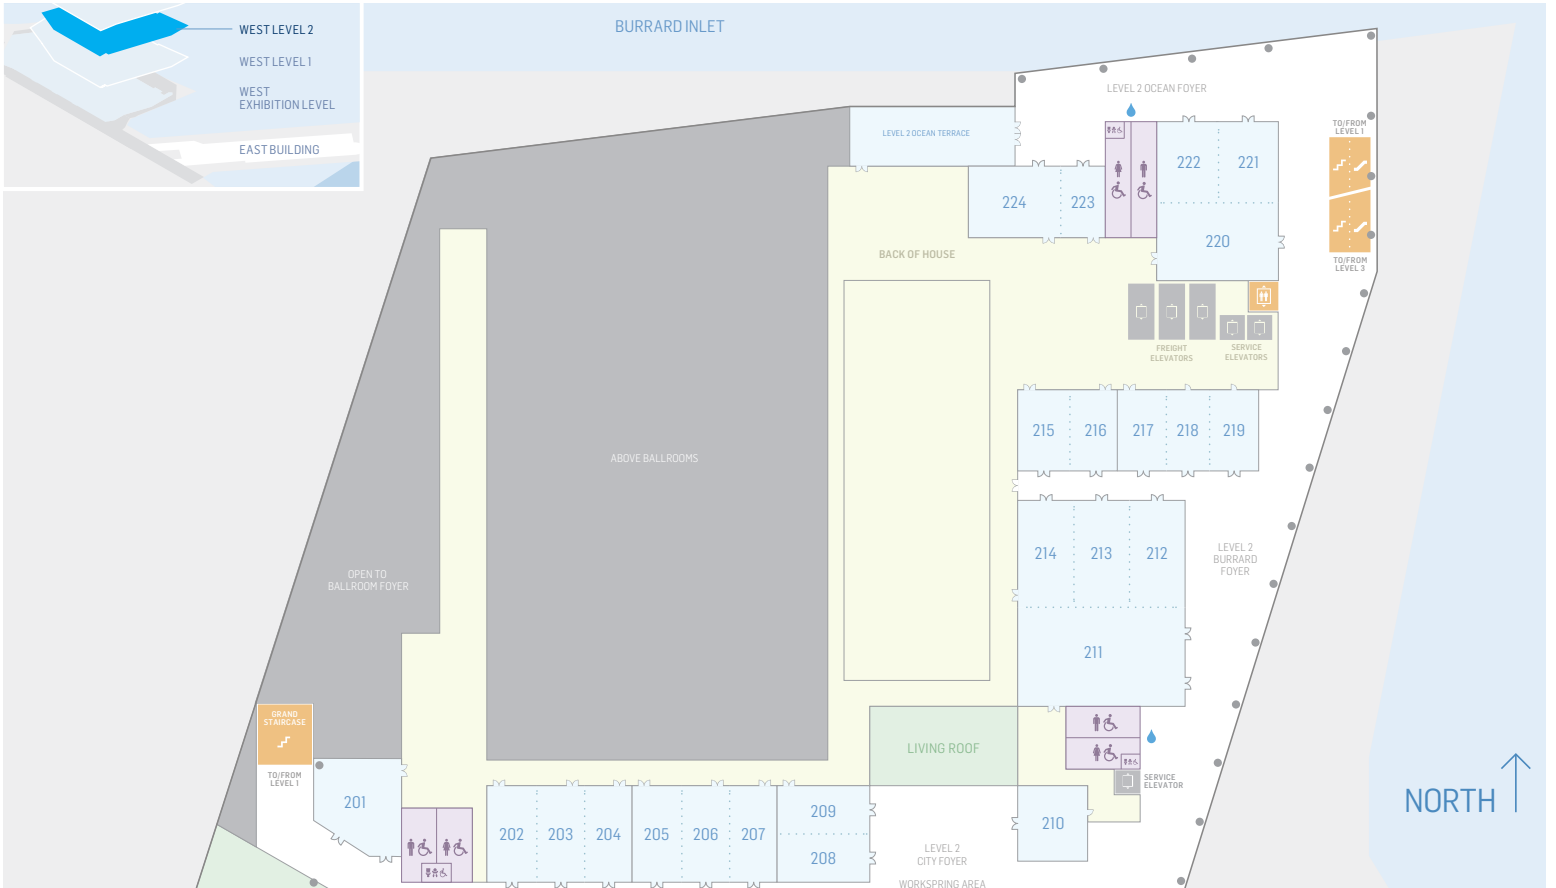 WEST LEVEL 2
WEST LEVEL 1
WEST
EXHIBITION LEVEL
EAST BUILDING
BURRARD INLET
LEVEL 2 OCEAN FOYER
LEVEL 2 OCEAN TERRACE
TO/FROM
LEVEL 1
222
221
224
223
220
BACK OF HOUSE
TO/FROM
LEVEL 3
FREIGHT
ELEVATORS
SERVICE
ELEVATORS
215
216
217
218
219
ABOVE BALLROOMS
214
213
212
LEVEL 2
BURRARD
FOYER
OPEN TO
BALLROOM FOYER
211
GRAND
STAIRCASE
TO/FROM
LEVEL 1
LIVING ROOF
SERVICE
ELEVATOR
NORTH
201
202
203
204
205
206
207
209
208
210
LEVEL 2
CITY FOYER
WORKSPRING AREA